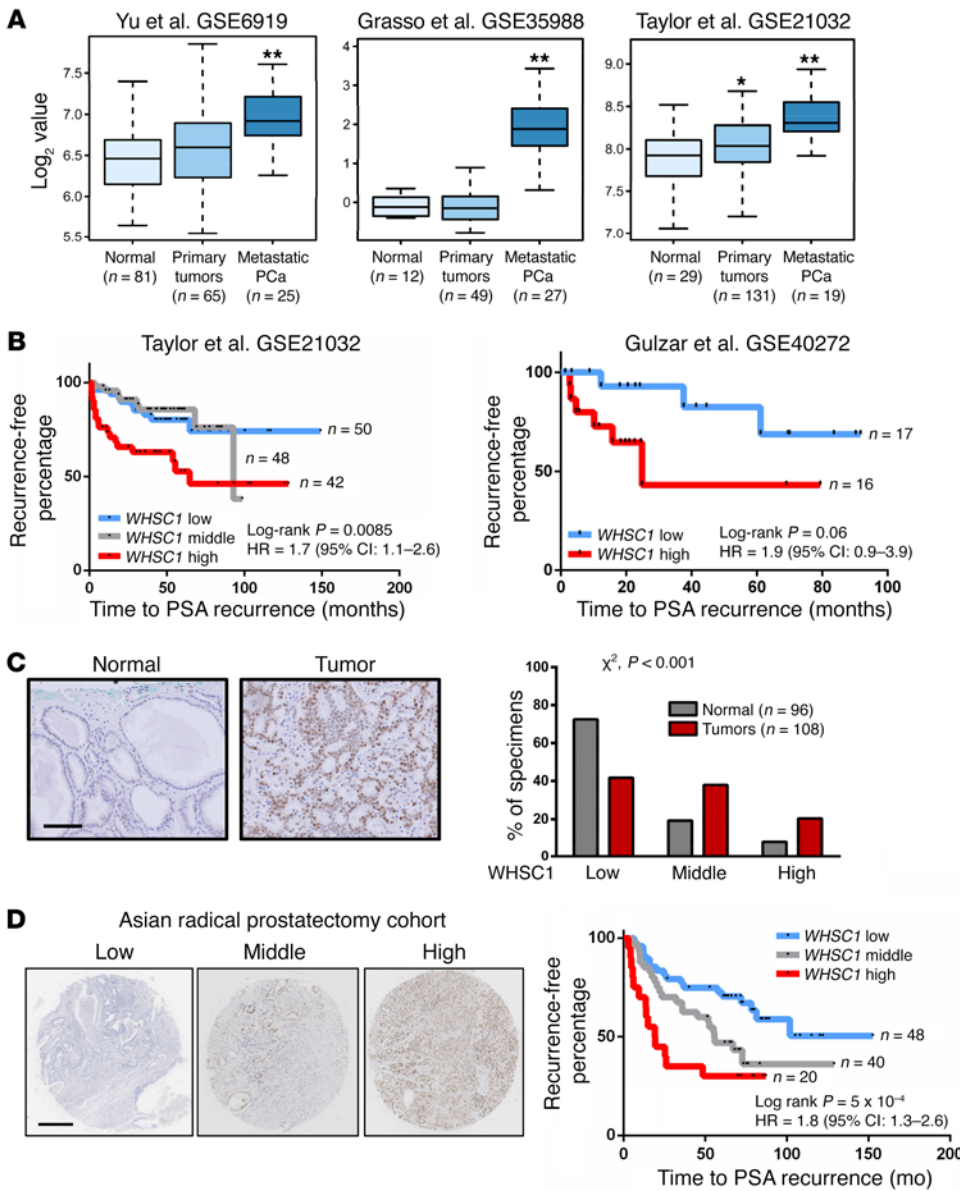 A
Yu et al. GSE6919
Grasso et al. GSE35988
Taylor et al. GSE21032
Log2 value
7.5
7.0
6.5
6.0
5.5
**
Normal
(n = 81)
Primary
tumors
(n = 65)
Metastatic
PCa
(n = 25)
4
3
2
1
0
**
Normal
(n = 12)
Primary
tumors
(n = 49)
Metastatic
PCa
(n = 27)
9.0
8.5
8.0
7.5
7.0
*
**
Normal
(n = 29)
Primary
tumors
(n = 131)
Metastatic
PCa
(n = 19)
B
Taylor et al. GSE21032
Recurrence-free
percentage
100
50
0
n = 50
n = 48
n = 42
WHSC1 low
WHSC1 middle
WHSC1 high
Log-rank P = 0.0085
HR = 1.7 (95% CI: 1.1–2.6)
0
50
100
150
200
Time to PSA recurrence (months)
Gulzar et al. GSE40272
Recurrence-free
percentage
100
50
0
n = 17
n = 16
WHSC1 low
WHSC1 high
Log-rank P = 0.06
HR = 1.9 (95% CI: 0.9–3.9)
0
20
40
60
80
100
Time to PSA recurrence (months)
C
Normal
Tumor
% of specimens
100
80
60
40
20
0
χ2, P < 0.001
Normal (n = 96)
Tumors (n = 108)
WHSC1
Low
Middle
High
D
Asian radical prostatectomy cohort
Low
Middle
High
Recurrence-free
percentage
100
50
0
WHSC1 low
WHSC1 middle
WHSC1 high
n = 48
n = 40
n = 20
Log rank P = 5 x 10–4
HR = 1.8 (95% CI: 1.3–2.6)
0
50
100
150
200
Time to PSA recurrence (mo)